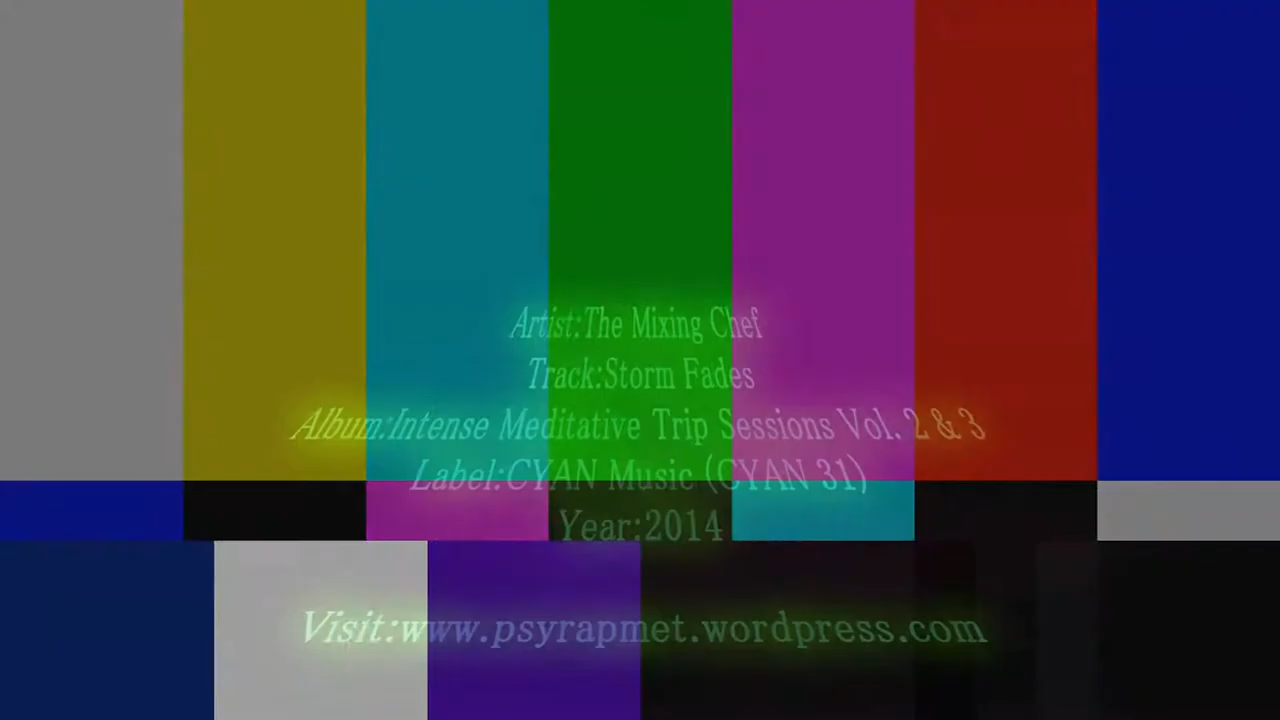 Artist:The Mixing Chef
Track:Storm Fades
Album:Intense Meditative Trip Sessions Vol. 2 & 3
Label:CYAN Music (CYAN 31)
Year:2014
Visit:www.psyrapmet.wordpress.com